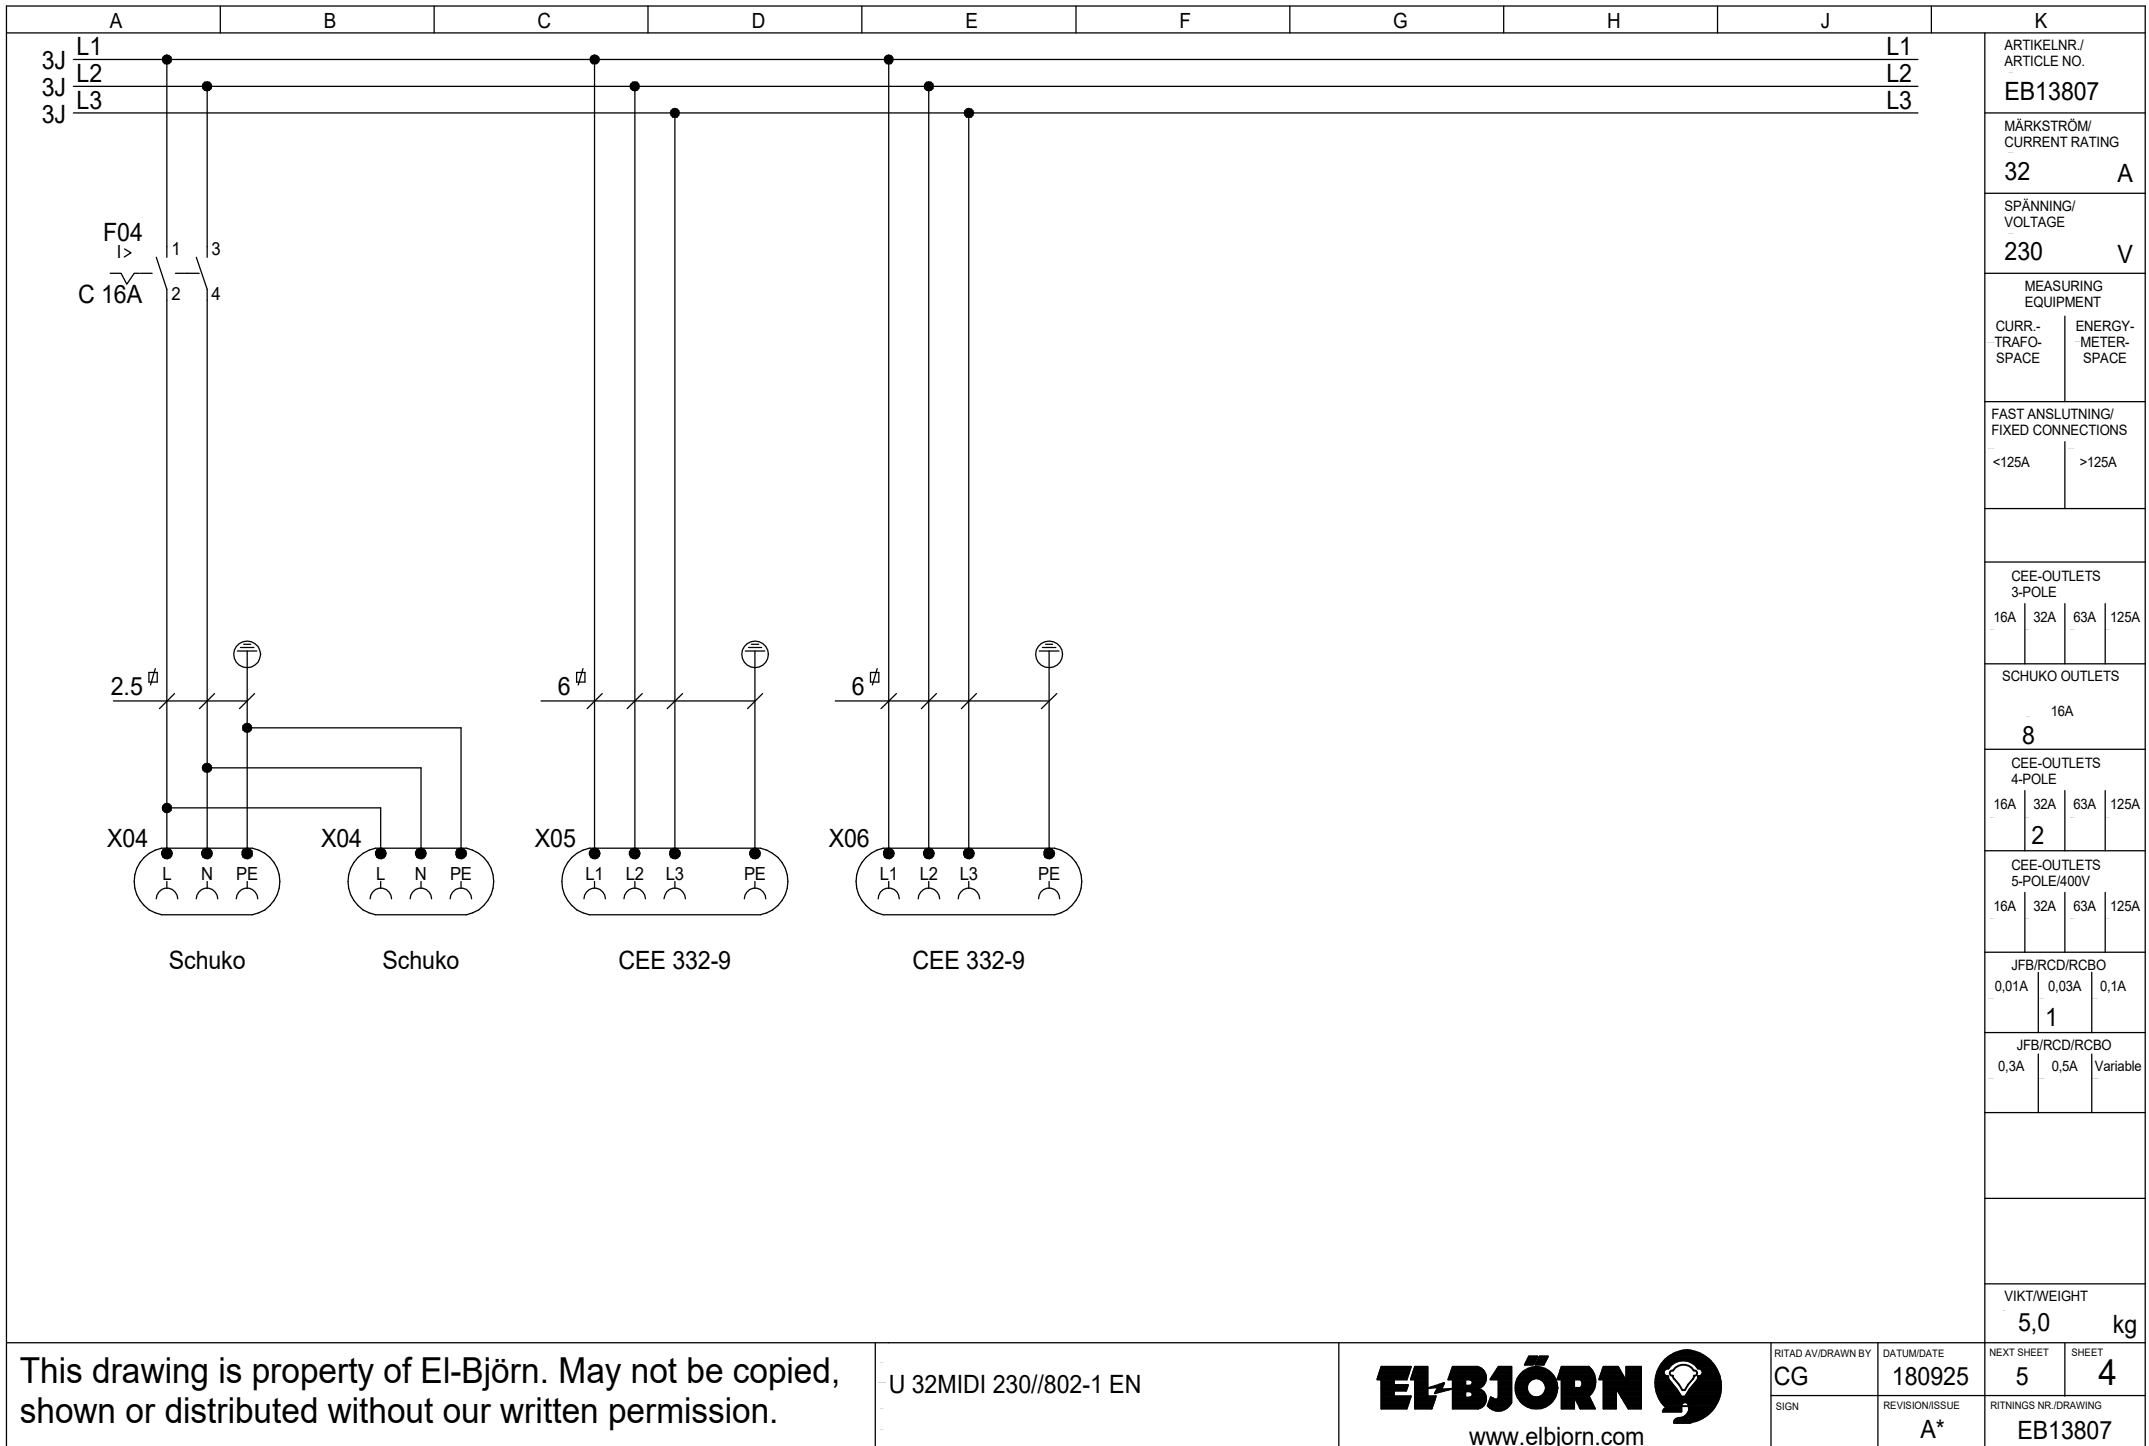 A B C D E F G H J K
3J L1 L1
3J L2 L2
3J L3 L3
F04
I> 1 3
C 16A 2 4
2.5 6 6
X04 X04 X05 X06
L N PE L N PE L1 L2 L3 PE L1 L2 L3 PE
Schuko Schuko CEE 332-9 CEE 332-9
ARTIKELNR./
ARTICLE NO.
EB13807
MÄRKSTRÖM/
CURRENT RATING
32 A
SPÄNNING/
VOLTAGE
230 V
MEASURING
EQUIPMENT
CURR.- ENERGY-
TRAFO- METER-
SPACE SPACE
FAST ANSLUTNING/
FIXED CONNECTIONS
<125A >125A
CEE-OUTLETS
3-POLE
16A 32A 63A 125A
SCHUKO OUTLETS
16A
8
CEE-OUTLETS
4-POLE
16A 32A 63A 125A
2
CEE-OUTLETS
5-POLE/400V
16A 32A 63A 125A
JFB/RCD/RCBO
0,01A 0,03A 0,1A
1
JFB/RCD/RCBO
0,3A 0,5A Variable
VIKT/WEIGHT
5,0 kg
This drawing is property of El-Björn. May not be copied,
shown or distributed without our written permission.
U 32MIDI 230//802-1 EN
EL-BJÖRN
www.elbjorn.com
RITAD AV/DRAWN BY DATUM/DATE NEXT SHEET SHEET
CG 180925 5 4
SIGN REVISION/ISSUE RITNINGS NR./DRAWING
A* EB13807